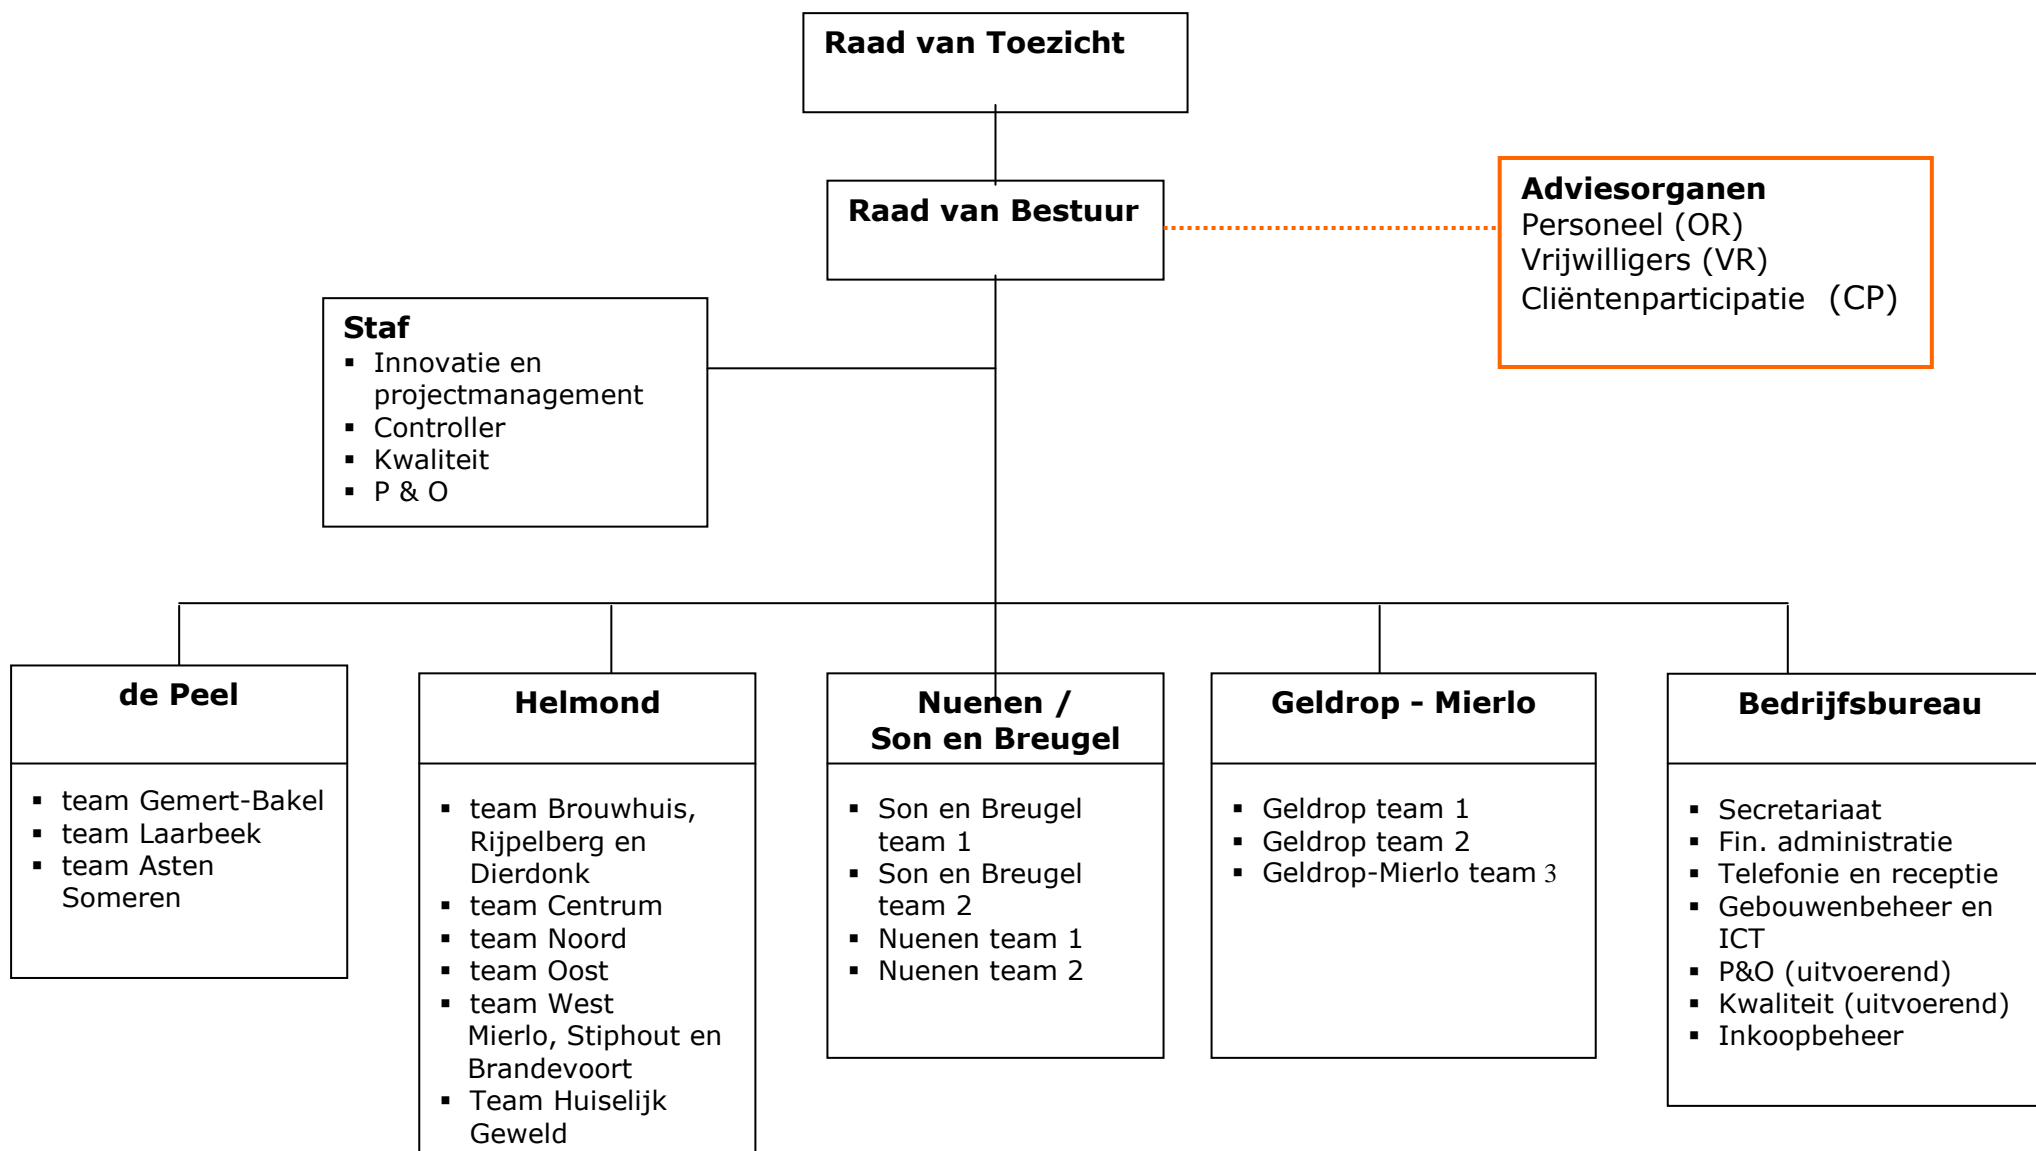 Raad van Toezicht
Raad van Bestuur
Adviesorganen
Personeel (OR)
Vrijwilligers (VR)
Cliëntenparticipatie (CP)
Staf
▪ Innovatie en
projectmanagement
▪ Controller
▪ Kwaliteit
▪ P & O
de Peel
▪ team Gemert-Bakel
▪ team Laarbeek
▪ team Asten
Someren
Helmond
▪ team Brouwhuis,
Rijpelberg en
Dierdonk
▪ team Centrum
▪ team Noord
▪ team Oost
▪ team West
Mierlo, Stiphout en
Brandevoort
▪ Team Huiselijk
Geweld
Nuenen /
Son en Breugel
▪ Son en Breugel
team 1
▪ Son en Breugel
team 2
▪ Nuenen team 1
▪ Nuenen team 2
Geldrop - Mierlo
▪ Geldrop team 1
▪ Geldrop team 2
▪ Geldrop-Mierlo team 3
Bedrijfsbureau
▪ Secretariaat
▪ Fin. administratie
▪ Telefonie en receptie
▪ Gebouwenbeheer en
ICT
▪ P&O (uitvoerend)
▪ Kwaliteit (uitvoerend)
▪ Inkoopbeheer